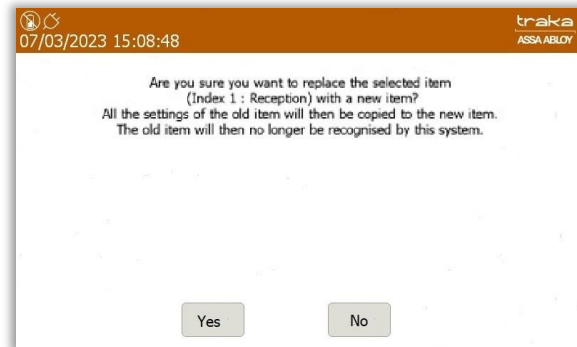 07/03/2023 15:08:48
traka
ASSA ABLOY
Are you sure you want to replace the selected item
(Index 1 : Reception) with a new item?
All the settings of the old item will then be copied to the new item.
The old item will then no longer be recognised by this system.
Yes
No